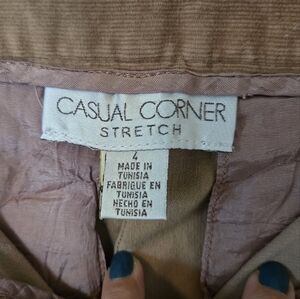 CASUAL CORNER
STRETCH
4
MADE IN
TUNISIA
FABRIQUE EN
TUNISIA
HECHO EN
TUNISIA